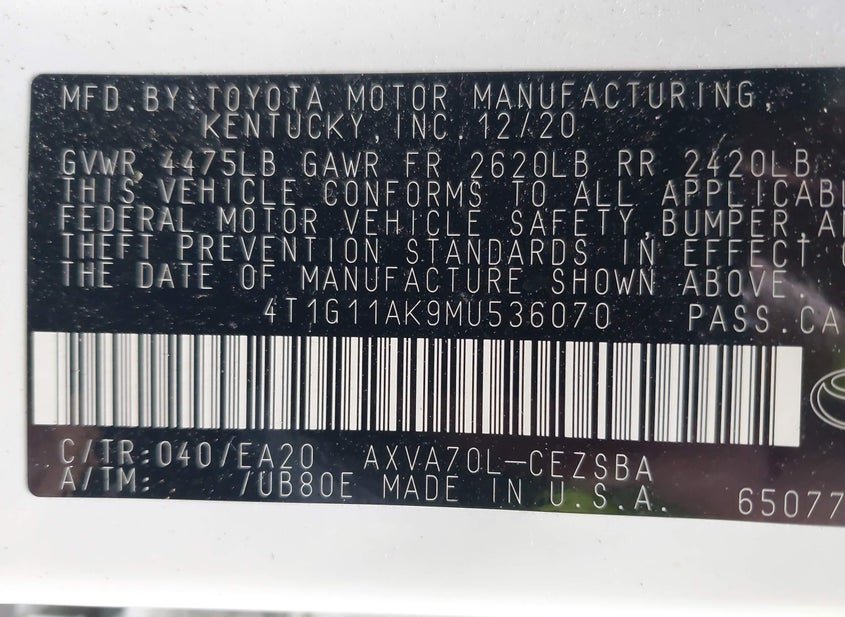 MFD.BY:TOYOTA MOTOR MANUFACTURING,
KENTUCKY,INC.12/20
GVWR 4475LB GAWR FR 2620LB RR 2420LB
THIS VEHICLE CONFORMS TO ALL APPLICABL
FEDERAL MOTOR VEHICLE SAFETY,BUMPER,AN
THEFT PREVENTION STANDARDS IN EFFECT O
THE DATE OF MANUFACTURE SHOWN ABOVE.
4T1G11AK9MU536070 PASS.CA
C/TR:040/EA20 AXVA70L-CEZSBA
A/TM: /UB80E MADE IN U.S.A. 65077